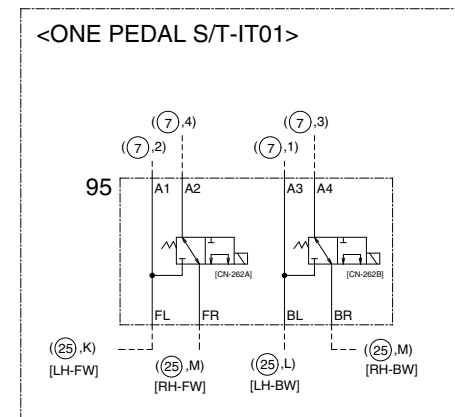 <ONE PEDAL S/T-IT01>
(7,4) (7,3)
(7,2) (7,1)
95 A1 A2 A3 A4
[CN-262A] [CN-262B]
FL FR BL BR
(25,K) (25,M) (25,L) (25,M)
[LH-FW] [RH-FW] [LH-BW] [RH-BW]